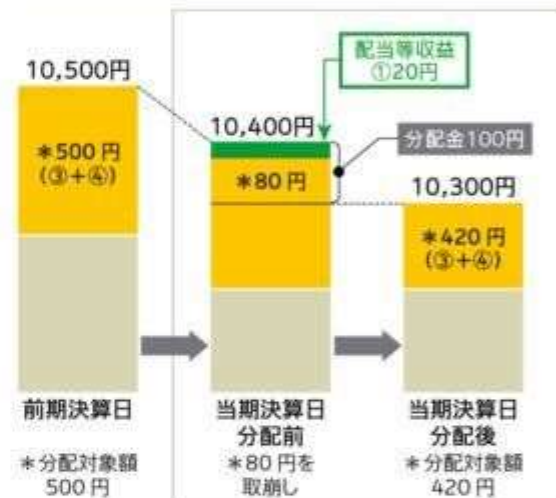 配当等収益
①20円
10,500円
10,400円
分配金100円
＊500円
(③+④)
＊80円
10,300円
＊420円
(③+④)
前期決算日
当期決算日
分配前
当期決算日
分配後
＊分配対象額
500円
＊80円を
取崩し
＊分配対象額
420円